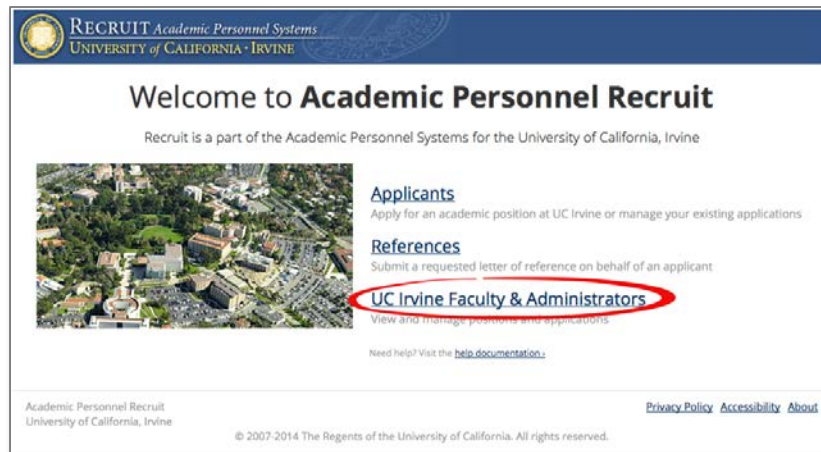 RECRUIT Academic Personnel Systems
UNIVERSITY of CALIFORNIA · IRVINE
Welcome to Academic Personnel Recruit
Recruit is a part of the Academic Personnel Systems for the University of California, Irvine
Applicants
Apply for an academic position at UC Irvine or manage your existing applications
References
Submit a requested letter of reference on behalf of an applicant
UC Irvine Faculty & Administrators
View and manage positions and applications
Need help? Visit the help documentation ›
Academic Personnel Recruit
University of California, Irvine
Privacy Policy Accessibility About
© 2007-2014 The Regents of the University of California. All rights reserved.